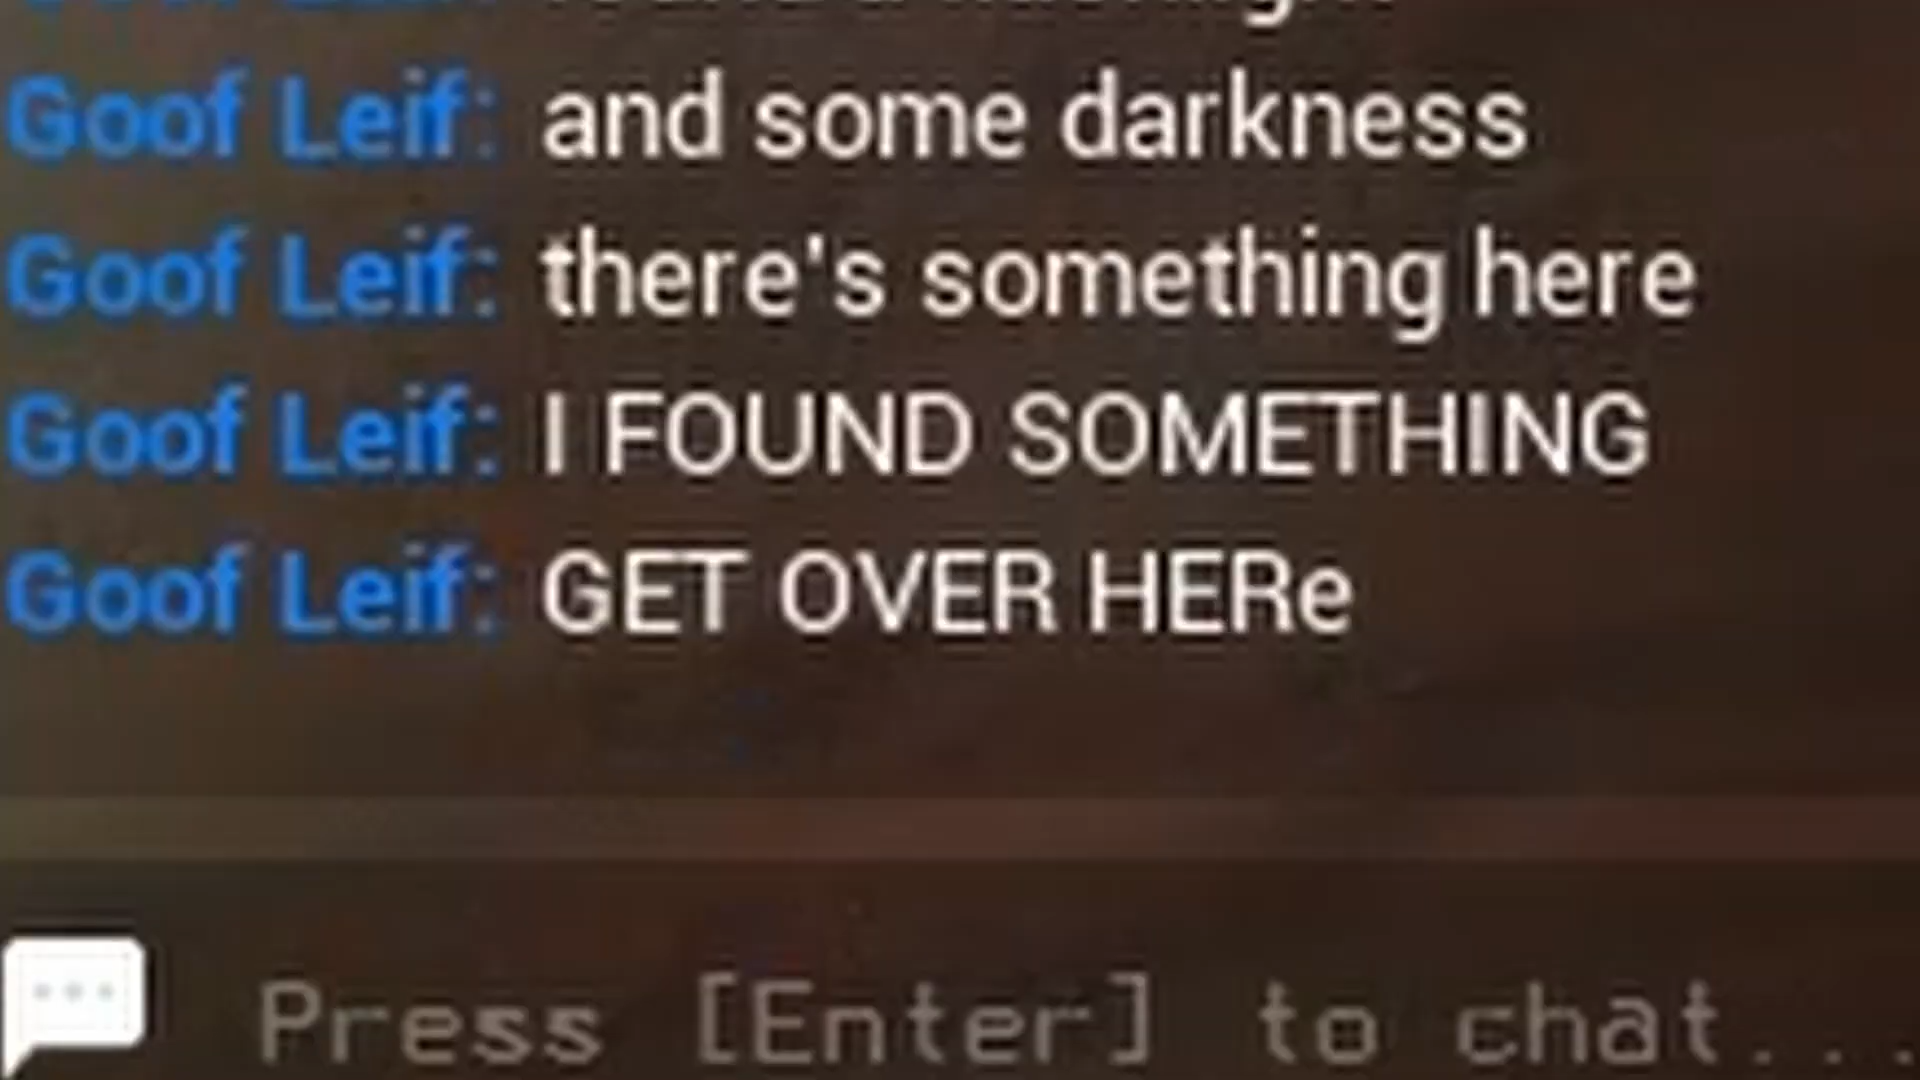 Goof Leif: and some darkness
Goof Leif: there's something here
Goof Leif: I FOUND SOMETHING
Goof Leif: GET OVER HERe
Press [Enter] to chat...